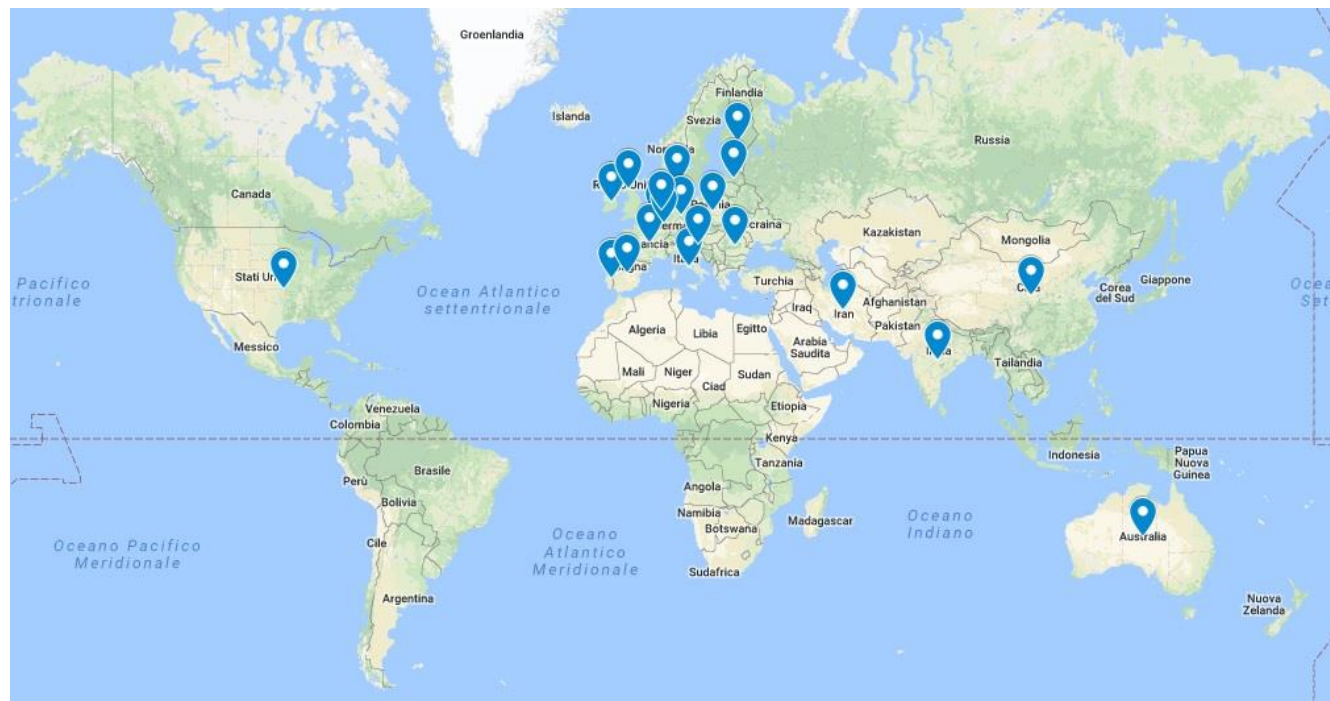 Groenlandia
Finlandia
Islanda
Svezia
Russia
Canada
Kazakistan
Mongolia
Stati
Pacifico
trionale
Ocean Atlantico
settentrionale
Turchia
Giappone
Corea
del Sud
Iraq
Afghanistan
Iran
Algeria
Libia
Egitto
Pakistan
Arabia
Saudita
Messico
Mali
Niger
Ciad
Sudan
Tailandia
Nigeria
Etiopia
Venezuela
Colombia
Kenya
Indonesia
Papua
Nuova
Guinea
Tanzania
Brasile
Perù
Bolivia
Angola
Namibia
Botswana
Madagascar
Oceano
Indiano
Australia
Oceano Pacifico
Meridionale
Oceano
Atlantico
Meridionale
Cile
Sudafrica
Argentina
Nuova
Zelanda